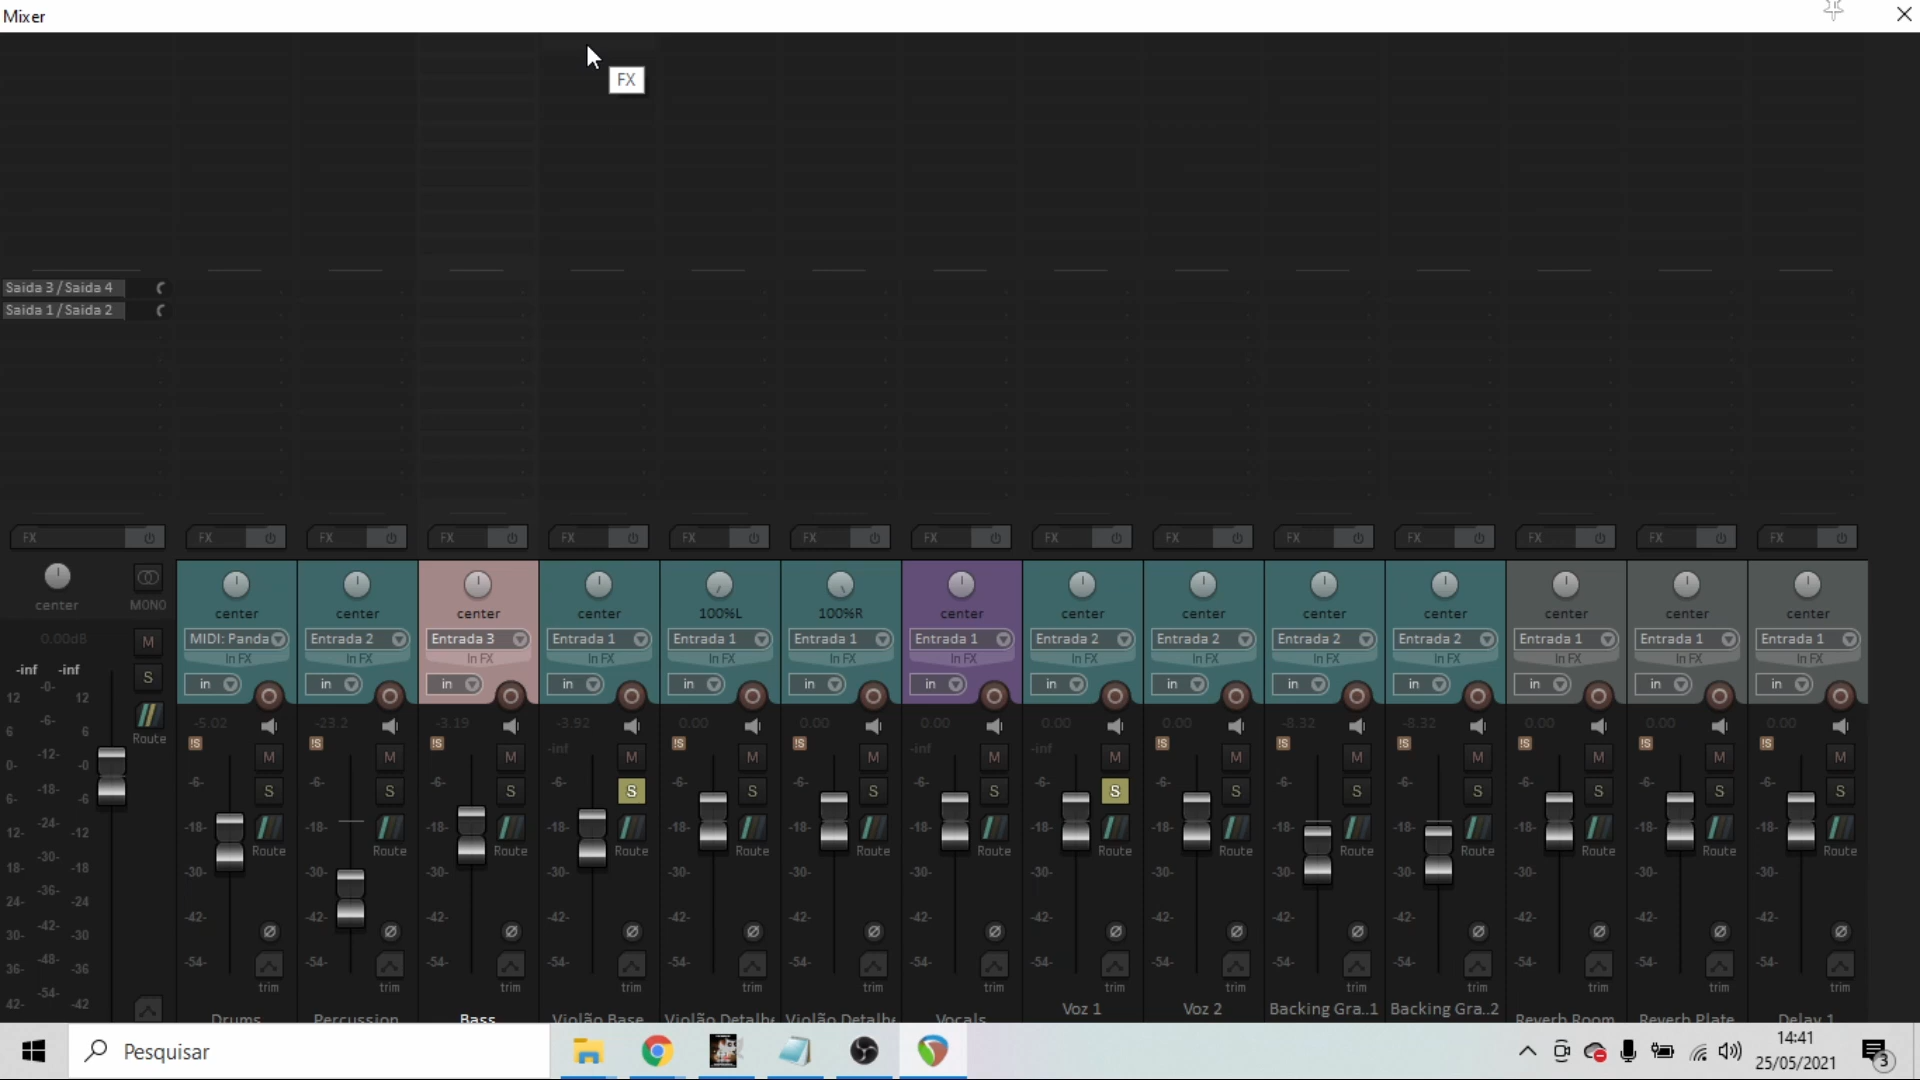 Mixer
FX
Saida 3 / Saida 4
Saida 1 / Saida 2
FX FX FX FX FX FX FX FX FX FX FX FX FX FX FX
center MONO
center center center center 100%L 100%R center center center center center center center center
MIDI: Panda Entrada 2 Entrada 3 Entrada 1 Entrada 1 Entrada 1 Entrada 1 Entrada 2 Entrada 2 Entrada 2 Entrada 2 Entrada 1 Entrada 1 Entrada 1
In FX In FX In FX In FX In FX In FX In FX In FX In FX In FX In FX In FX In FX In FX
in in in in in in in in in in in in in in
0.00dB M
-inf -inf S
-5.02 -23.2 -3.19 -3.92 0.00 0.00 0.00 0.00 0.00 -8.32 -8.32 0.00 0.00 0.00
Route
-inf -inf -inf
M M M M M M M M M M M M M M
-6- -6- -6- -6- -6- -6- -6- -6- -6- -6- -6- -6- -6- -6-
S S S S S S S S S S S S S S
-18- -18- -18- -18- -18- -18- -18- -18- -18- -18- -18- -18- -18- -18-
Route Route Route Route Route Route Route Route Route Route Route Route Route Route
-30- -30- -30- -30- -30- -30- -30- -30- -30- -30- -30- -30- -30- -30-
-42- -42- -42- -42- -42- -42- -42- -42- -42- -42- -42- -42- -42- -42-
-54- -54- -54- -54- -54- -54- -54- -54- -54- -54- -54- -54- -54- -54-
trim trim trim trim trim trim trim trim trim trim trim trim trim trim
12 -0- 12
6 -6- 6
0- -12- -0
6- -18- -6
12- -24- -12
18- -30- -18
24- -36- -24
30- -42- -30
36- -48- -36
42- -54- -42
Drums Percussion Bass Violão Base Violão Detalhe Violão Detalhe Vocals Voz 1 Voz 2 Backing Gra..1 Backing Gra..2 Reverb Room Reverb Plate Delay 1
Pesquisar
14:41
25/05/2021
3